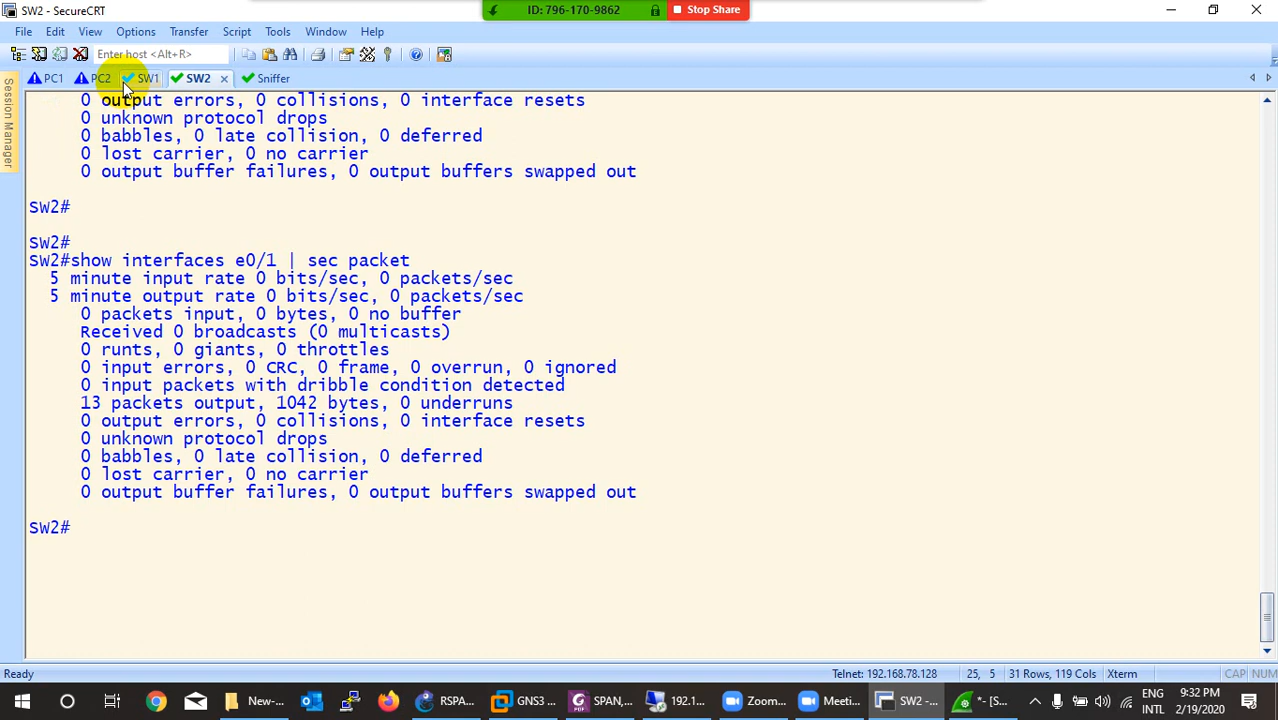 SW2 - SecureCRT
ID: 796-170-9862
Stop Share
File Edit View Options Transfer Script Tools Window Help
Enter host <Alt+R>
PC1 PC2 SW1 SW2 Sniffer
Session Manager
0 output errors, 0 collisions, 0 interface resets
0 unknown protocol drops
0 babbles, 0 late collision, 0 deferred
0 lost carrier, 0 no carrier
0 output buffer failures, 0 output buffers swapped out
SW2#
SW2#
SW2#show interfaces e0/1 | sec packet
5 minute input rate 0 bits/sec, 0 packets/sec
5 minute output rate 0 bits/sec, 0 packets/sec
0 packets input, 0 bytes, 0 no buffer
Received 0 broadcasts (0 multicasts)
0 runts, 0 giants, 0 throttles
0 input errors, 0 CRC, 0 frame, 0 overrun, 0 ignored
0 input packets with dribble condition detected
13 packets output, 1042 bytes, 0 underruns
0 output errors, 0 collisions, 0 interface resets
0 unknown protocol drops
0 babbles, 0 late collision, 0 deferred
0 lost carrier, 0 no carrier
0 output buffer failures, 0 output buffers swapped out
SW2#
Ready Telnet: 192.168.78.128 25, 5 31 Rows, 119 Cols Xterm CAP NUM
New-... RSPA... GNS3 ... SPAN,... 192.1... Zoom... Meeti... SW2 -... *- [S...
ENG
INTL
9:32 PM
2/19/2020